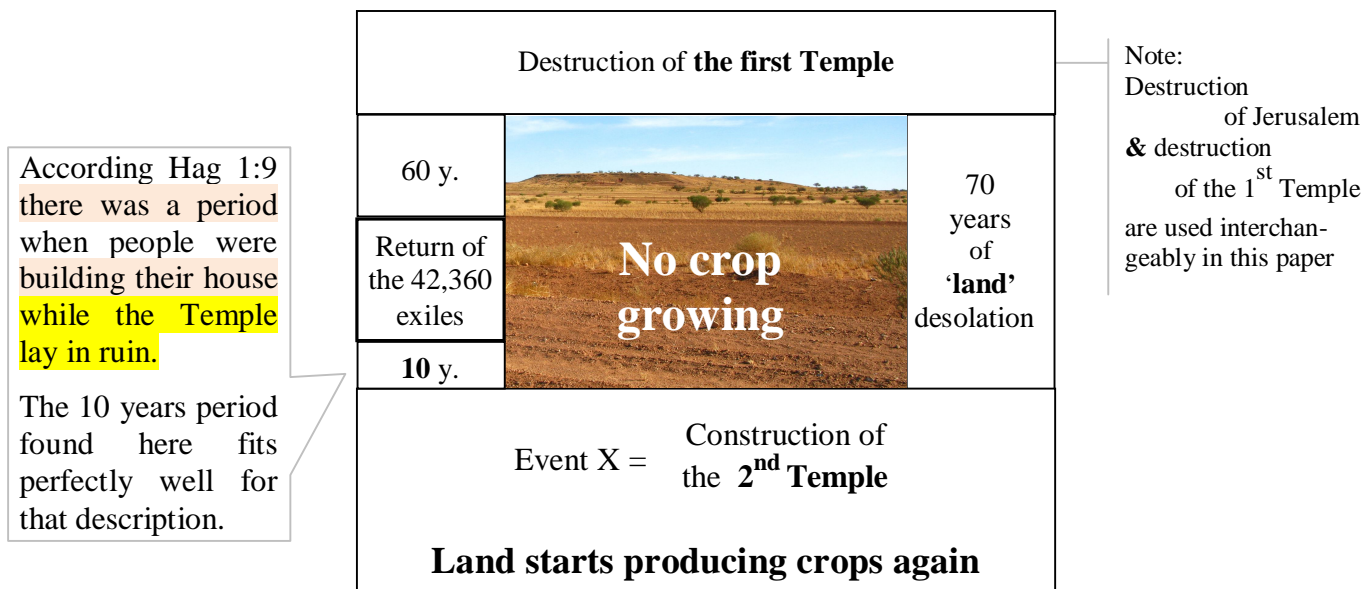 Destruction of the first Temple
Note:
Destruction
of Jerusalem
& destruction
of the 1st Temple
are used interchan-
geably in this paper
According Hag 1:9
there was a period
when people were
building their house
while the Temple
lay in ruin.
The 10 years period
found here fits
perfectly well for
that description.
60 y.
Return of
the 42,360
exiles
10 y.
No crop
growing
70
years
of
‘land’
desolation
Event X =
Construction of
the 2nd Temple
Land starts producing crops again